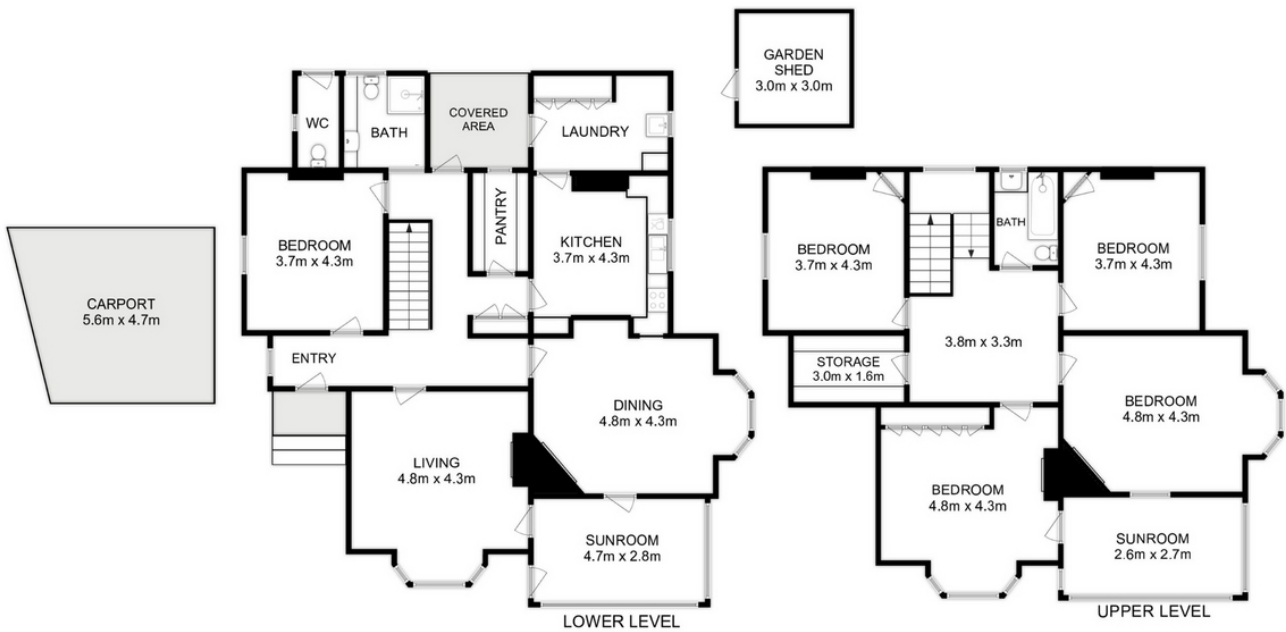 GARDEN
SHED
3.0m x 3.0m
WC
BATH
COVERED
AREA
LAUNDRY
BEDROOM
3.7m x 4.3m
PANTRY
KITCHEN
3.7m x 4.3m
CARPORT
5.6m x 4.7m
ENTRY
DINING
4.8m x 4.3m
LIVING
4.8m x 4.3m
SUNROOM
4.7m x 2.8m
LOWER LEVEL
BEDROOM
3.7m x 4.3m
BATH
BEDROOM
3.7m x 4.3m
3.8m x 3.3m
STORAGE
3.0m x 1.6m
BEDROOM
4.8m x 4.3m
BEDROOM
4.8m x 4.3m
SUNROOM
2.6m x 2.7m
UPPER LEVEL